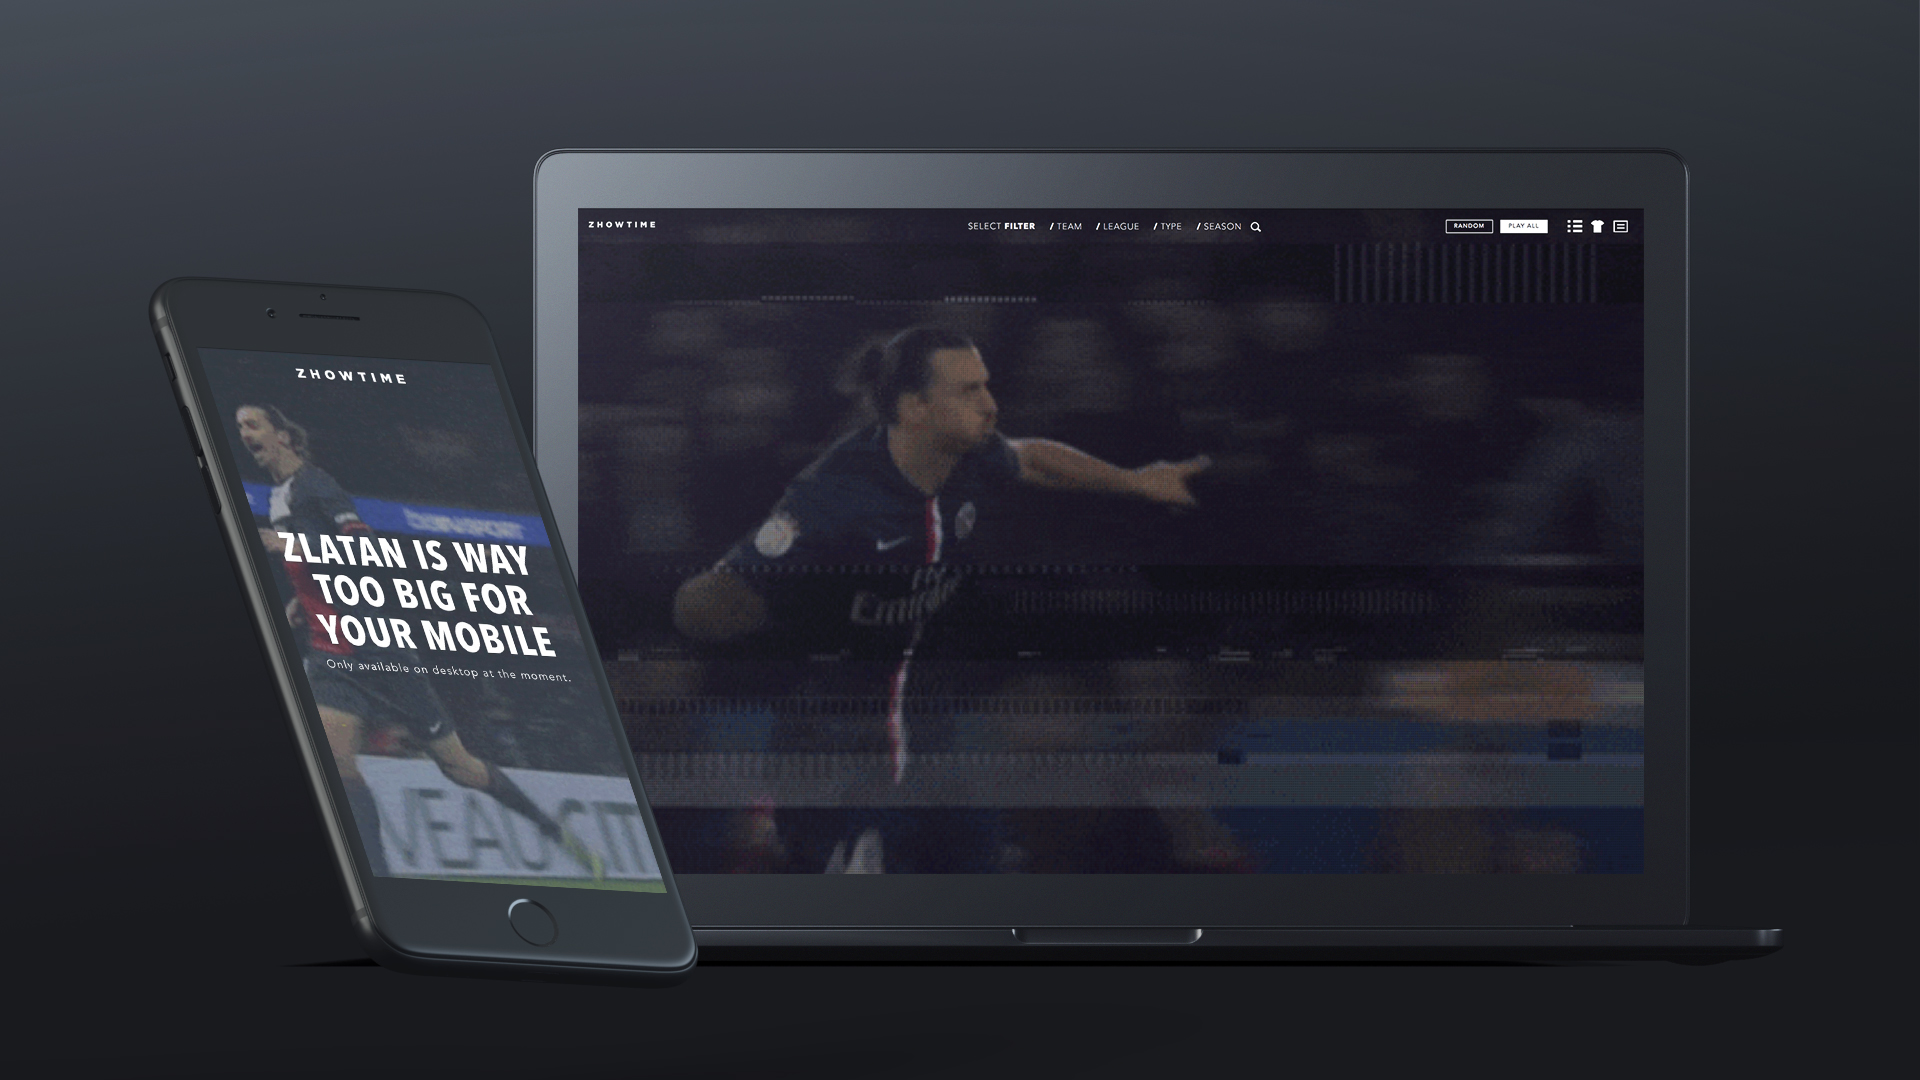 ZHOWTIME
SELECT FILTER / TEAM / LEAGUE / TYPE / SEASON
RANDOM
PLAY ALL
Emirates
ZHOWTIME
ZLATAN IS WAY
TOO BIG FOR
YOUR MOBILE
Only available on desktop at the moment.